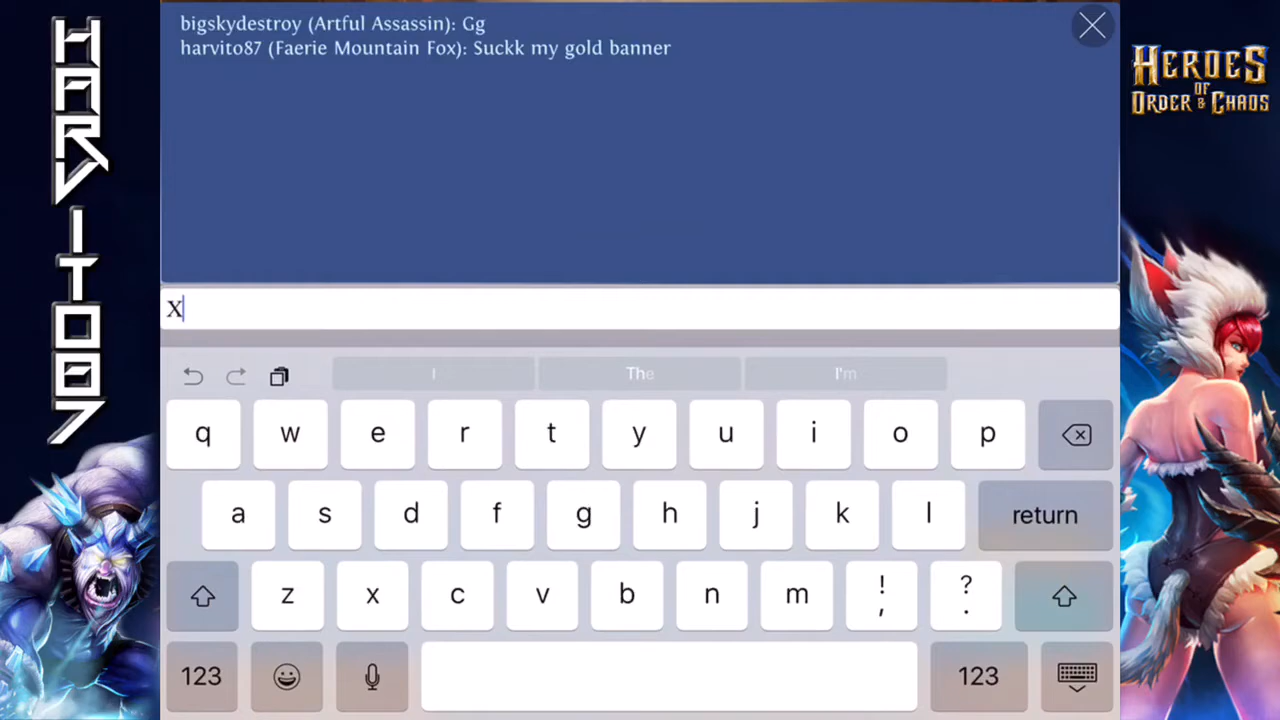 bigskydestroy (Artful Assassin): Gg
harvito87 (Faerie Mountain Fox): Suckk my gold banner
HARVITO87
HEROES
OF
ORDER & CHAOS
X
I The I'm
q w e r t y u i o p
a s d f g h j k l return
z x c v b n m ! , ? .
123 123